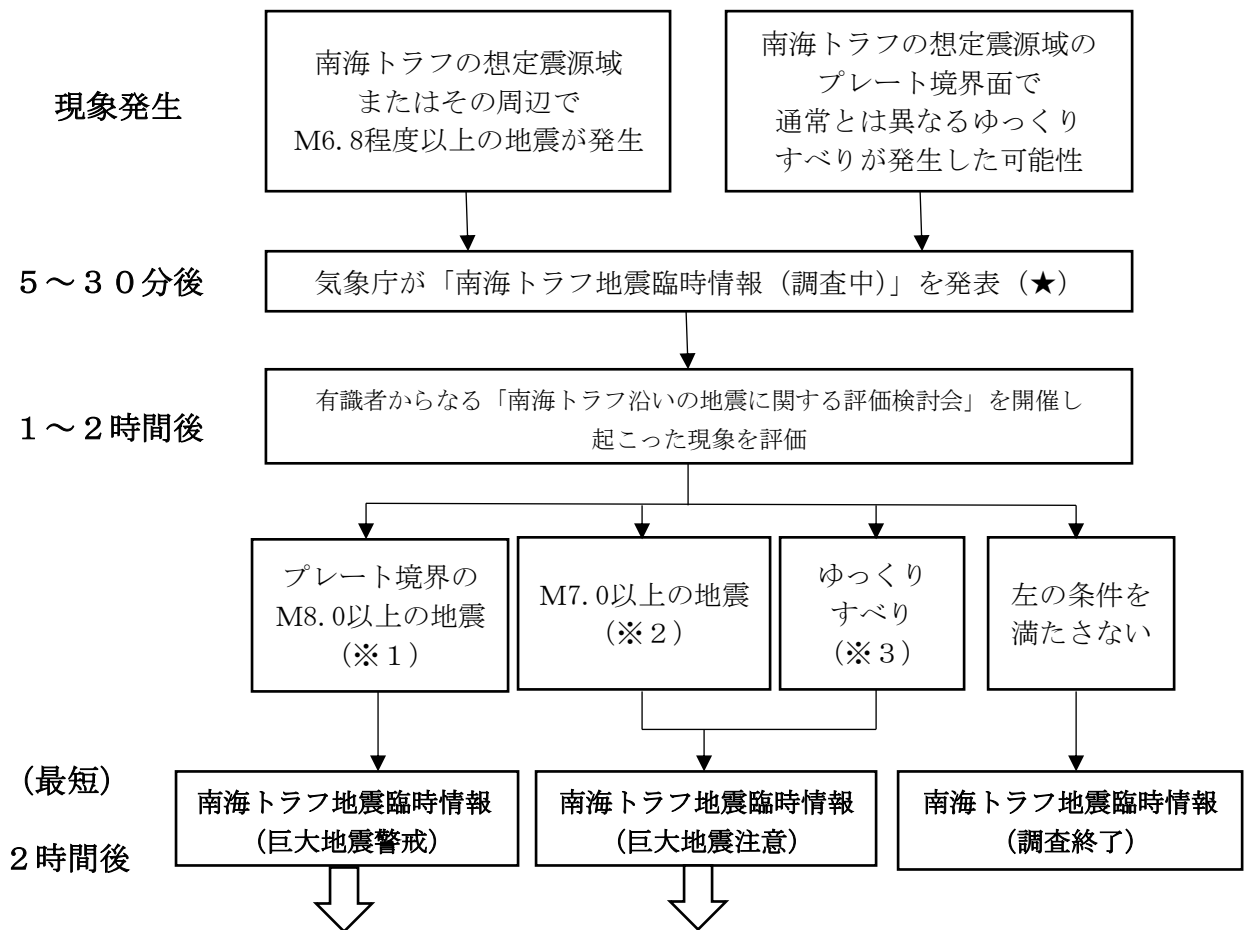 現象発生
南海トラフの想定震源域
またはその周辺で
M6.8程度以上の地震が発生
南海トラフの想定震源域の
プレート境界面で
通常とは異なるゆっくり
すべりが発生した可能性
５～３０分後
気象庁が「南海トラフ地震臨時情報（調査中）」を発表（★）
１～２時間後
有識者からなる「南海トラフ沿いの地震に関する評価検討会」を開催し
起こった現象を評価
プレート境界の
M8.0以上の地震
（※１）
M7.0以上の地震
（※２）
ゆっくり
すべり
（※３）
左の条件を
満たさない
（最短）
２時間後
南海トラフ地震臨時情報
（巨大地震警戒）
南海トラフ地震臨時情報
（巨大地震注意）
南海トラフ地震臨時情報
（調査終了）